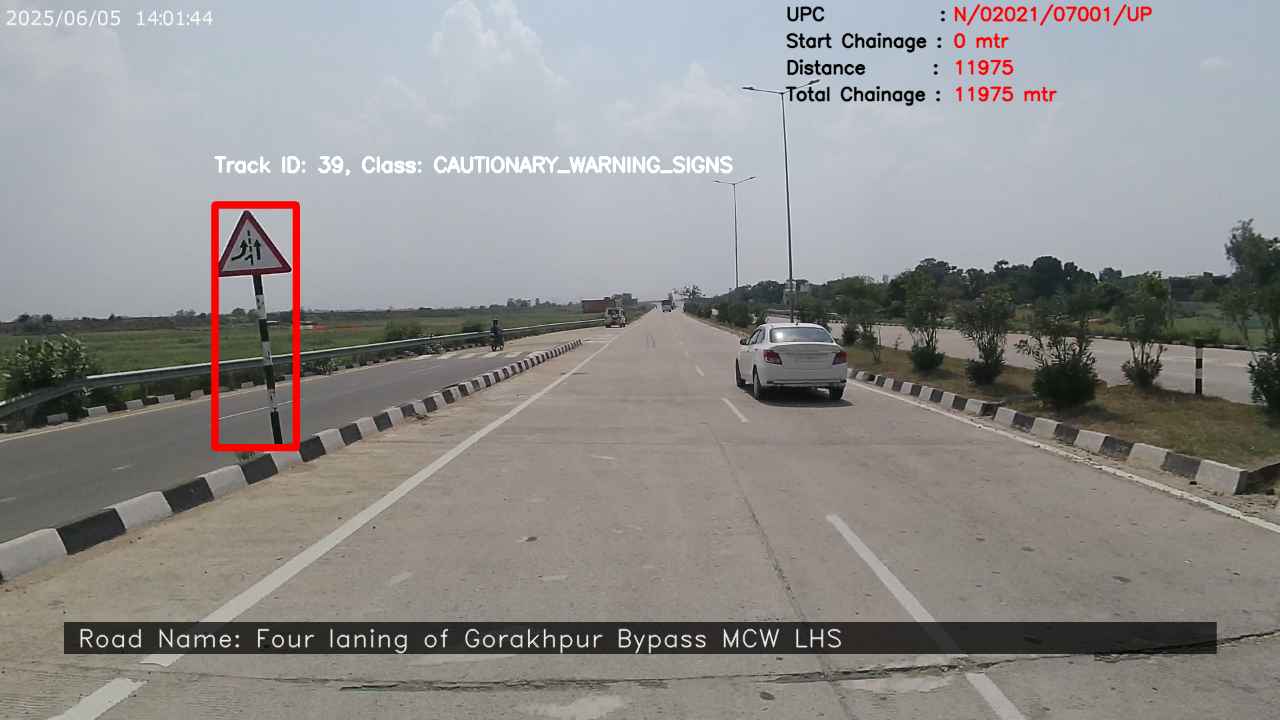 2025/06/05 14:01:44
UPC : N/02021/07001/UP
Start Chainage : 0 mtr
Distance : 11975
Total Chainage : 11975 mtr
Track ID: 39, Class: CAUTIONARY_WARNING_SIGNS
Road Name: Four laning of Gorakhpur Bypass MCW LHS